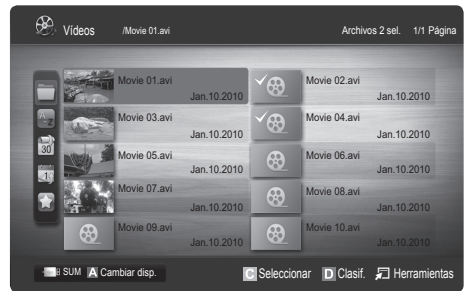 Vídeos /Movie 01.avi Archivos 2 sel. 1/1 Página
Movie 01.avi Movie 02.avi
Jan.10.2010 Jan.10.2010
Movie 03.avi Movie 04.avi
Jan.10.2010 Jan.10.2010
Movie 05.avi Movie 06.avi
Jan.10.2010 Jan.10.2010
Movie 07.avi Movie 08.avi
Jan.10.2010 Jan.10.2010
Movie 09.avi Movie 10.avi
Jan.10.2010 Jan.10.2010
SUM A Cambiar disp. C Seleccionar D Clasif. Herramientas